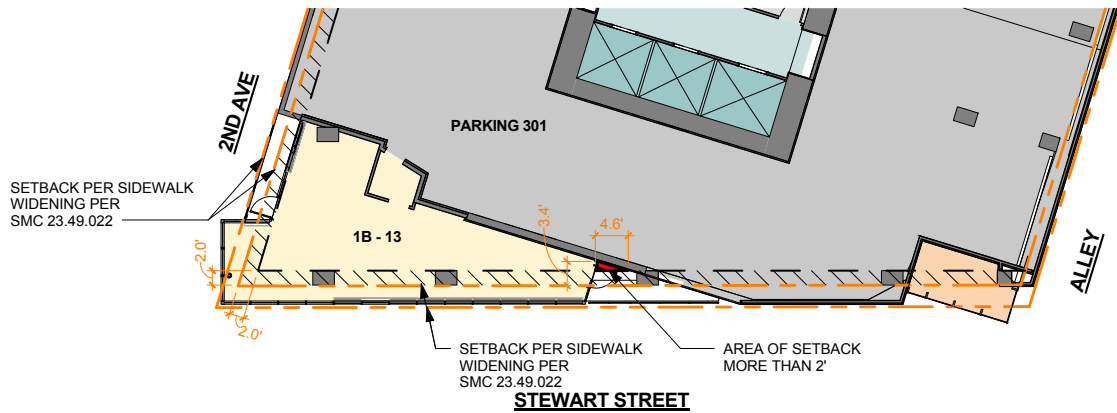 2ND AVE
PARKING 301
SETBACK PER SIDEWALK
WIDENING PER
SMC 23.49.022
1B - 13
3.4'
4.6'
2.0'
2.0'
ALLEY
SETBACK PER SIDEWALK
WIDENING PER
SMC 23.49.022
AREA OF SETBACK
MORE THAN 2'
STEWART STREET